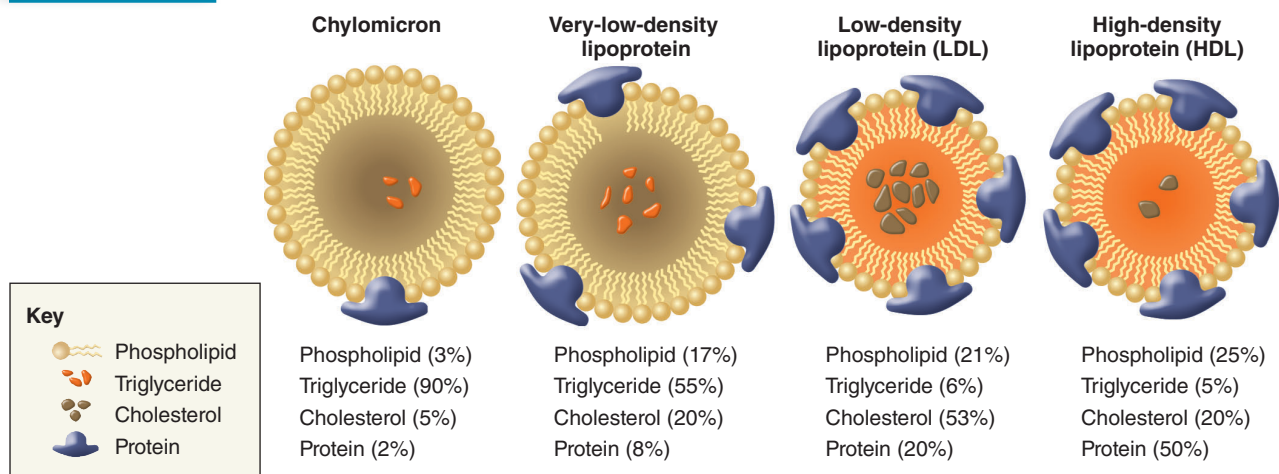 Chylomicron
Very-low-density
lipoprotein
Low-density
lipoprotein (LDL)
High-density
lipoprotein (HDL)
Key
Phospholipid
Triglyceride
Cholesterol
Protein
Phospholipid (3%)
Triglyceride (90%)
Cholesterol (5%)
Protein (2%)
Phospholipid (17%)
Triglyceride (55%)
Cholesterol (20%)
Protein (8%)
Phospholipid (21%)
Triglyceride (6%)
Cholesterol (53%)
Protein (20%)
Phospholipid (25%)
Triglyceride (5%)
Cholesterol (20%)
Protein (50%)